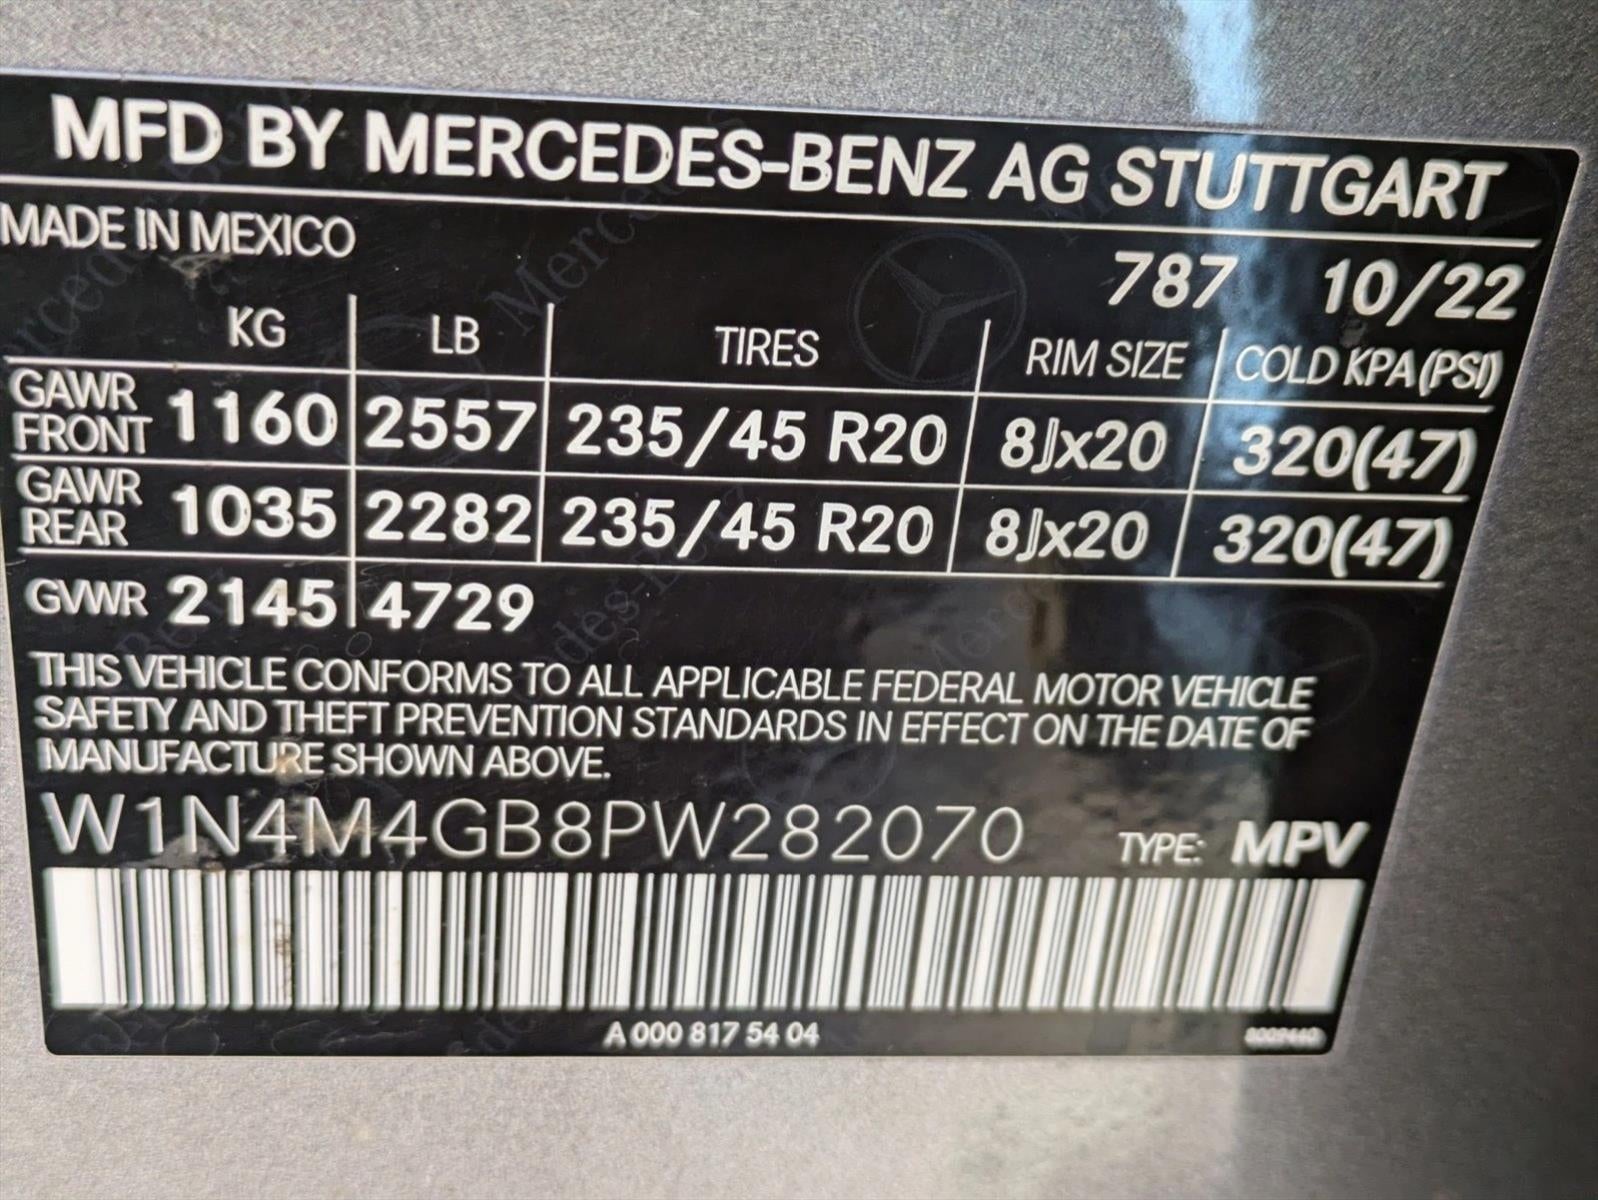 MFD BY MERCEDES-BENZ AG STUTTGART
MADE IN MEXICO
787 10/22
KG LB TIRES RIM SIZE COLD KPA (PSI)
GAWR FRONT 1160 2557 235/45 R20 8Jx20 320(47)
GAWR REAR 1035 2282 235/45 R20 8Jx20 320(47)
GVWR 2145 4729
THIS VEHICLE CONFORMS TO ALL APPLICABLE FEDERAL MOTOR VEHICLE
SAFETY AND THEFT PREVENTION STANDARDS IN EFFECT ON THE DATE OF
MANUFACTURE SHOWN ABOVE.
W1N4M4GB8PW282070 TYPE: MPV
A 000 817 54 04